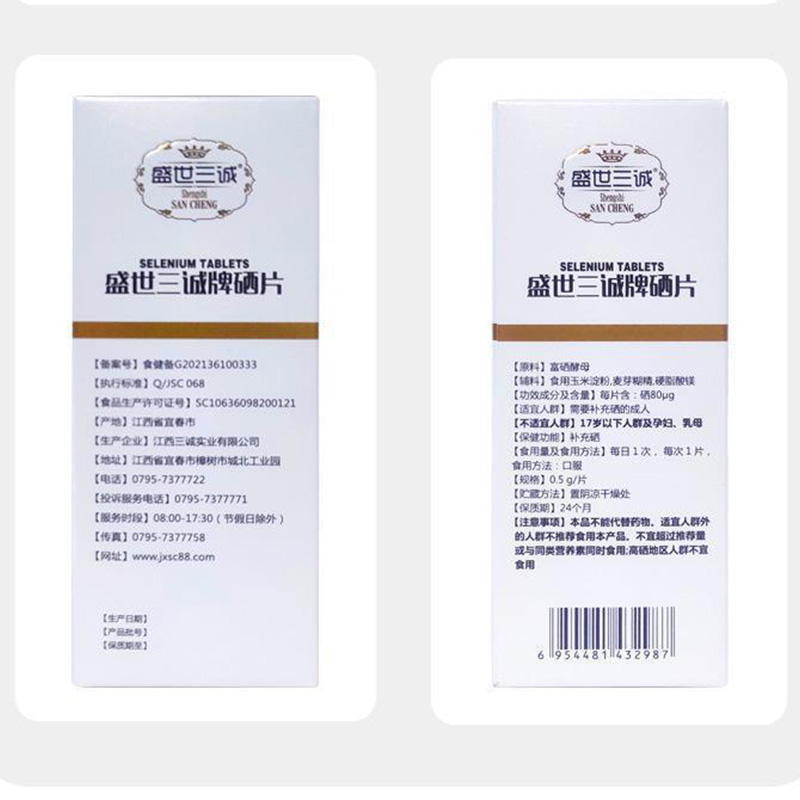 盛世三诚®
Shengshi
SAN CHENG
SELENIUM TABLETS
盛世三诚牌硒片
【备案号】食健备G202136100333
【执行标准】Q/JSC 068
【食品生产许可证号】SC10636098200121
【产地】江西省宜春市
【生产企业】江西三诚实业有限公司
【地址】江西省宜春市樟树市城北工业园
【电话】0795-7377722
【投诉服务电话】0795-7377771
【服务时段】08:00-17:30（节假日除外）
【传真】0795-7377758
【网址】www.jxsc88.com
【生产日期】
【产品批号】
【保质期至】
盛世三诚®
Shengshi
SAN CHENG
SELENIUM TABLETS
盛世三诚牌硒片
【原料】富硒酵母
【辅料】食用玉米淀粉,麦芽糊精,硬脂酸镁
【功效成分及含量】每片含：硒80μg
【适宜人群】需要补充硒的成人
【不适宜人群】17岁以下人群及孕妇、乳母
【保健功能】补充硒
【食用量及食用方法】每日1次，每次1片，
食用方法：口服
【规格】0.5 g/片
【贮藏方法】置阴凉干燥处
【保质期】24个月
【注意事项】本品不能代替药物。适宜人群外
的人群不推荐食用本产品。不宜超过推荐量
或与同类营养素同时食用;高硒地区人群不宜
食用
6 954481 432987